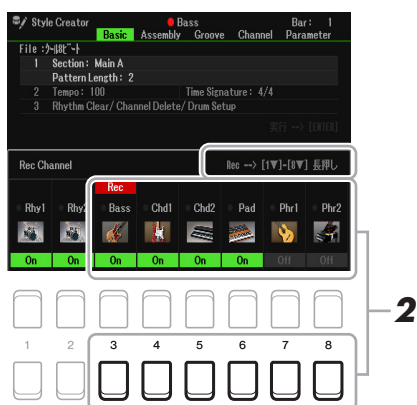 Style Creator Bass Bar: 1
Basic Assembly Groove Channel Parameter
File :ｸｰﾙ8ﾋﾞｰﾄ
1 Section: Main A
Pattern Length: 2
2 Tempo: 100 Time Signature: 4/4
3 Rhythm Clear/ Channel Delete/ Drum Setup
実行 --> [ENTER]
Rec Channel Rec --> [1▼]-[8▼] 長押し
Rec
Rhy1 Rhy2 Bass Chd1 Chd2 Pad Phr1 Phr2
On On On On On On Off Off
2
1 2 3 4 5 6 7 8